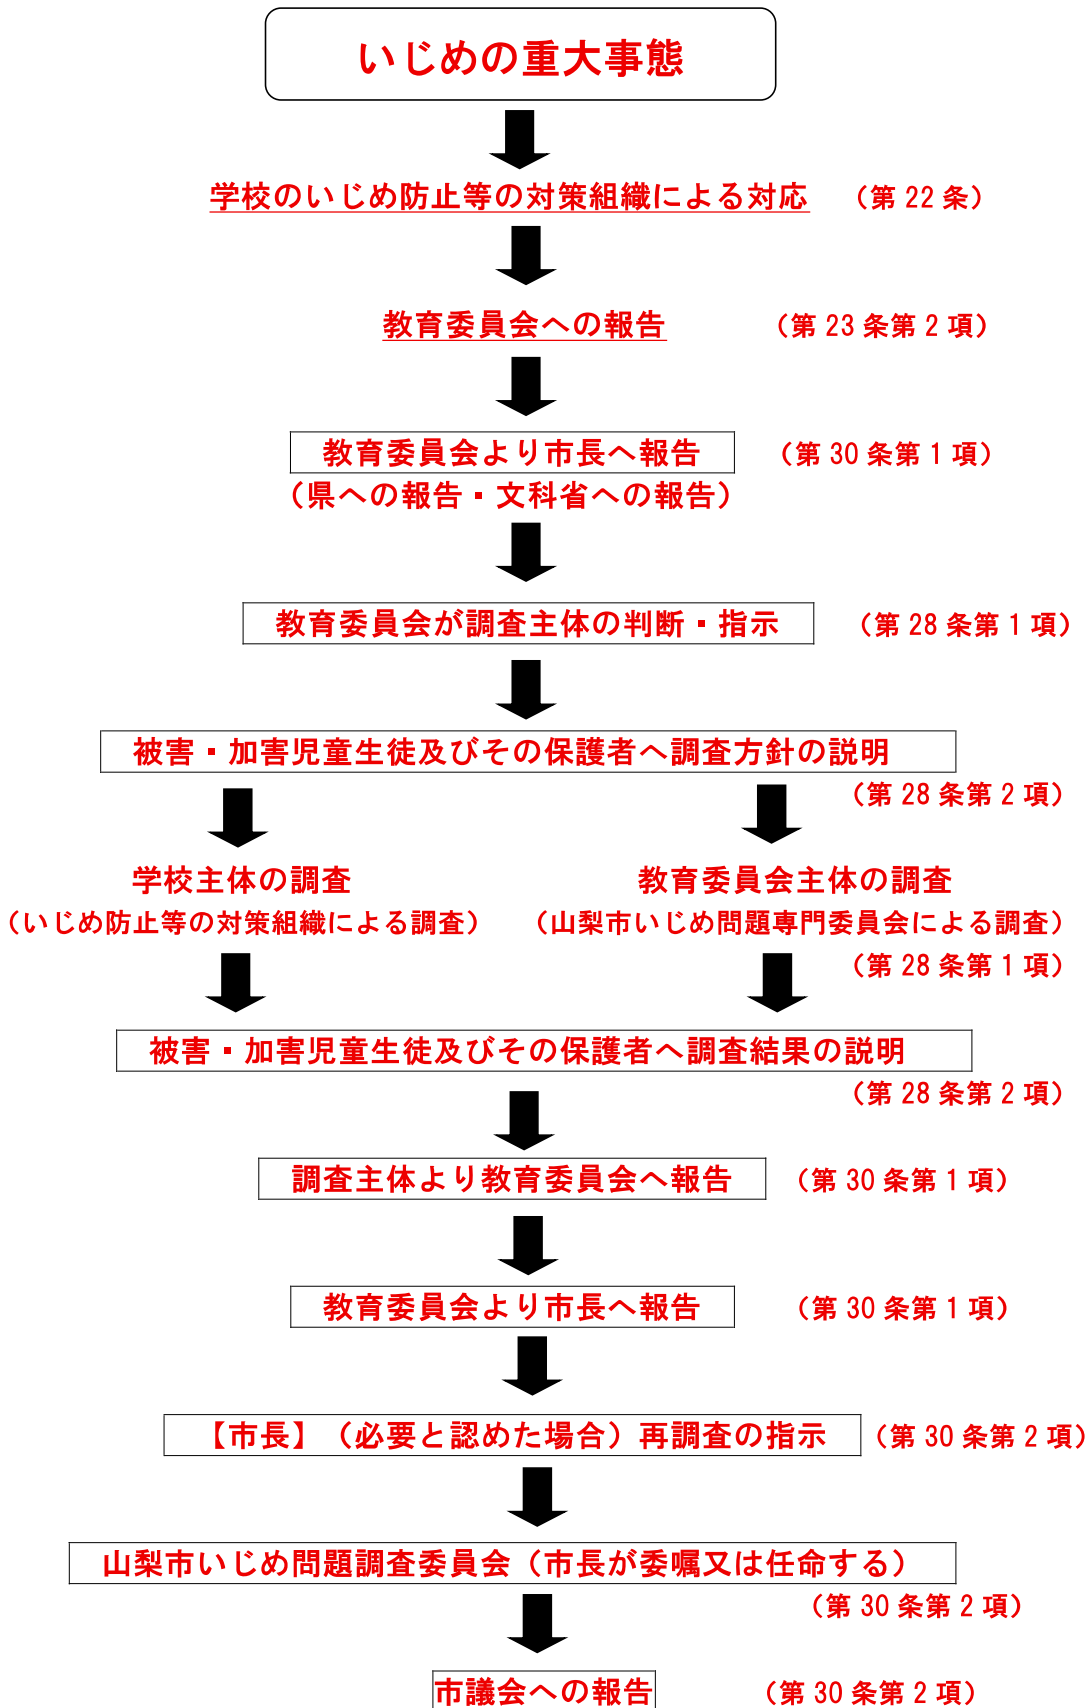 いじめの重大事態
学校のいじめ防止等の対策組織による対応 （第 22 条）
教育委員会への報告 （第 23 条第 2 項）
教育委員会より市長へ報告 （第 30 条第 1 項）
（県への報告・文科省への報告）
教育委員会が調査主体の判断・指示 （第 28 条第 1 項）
被害・加害児童生徒及びその保護者へ調査方針の説明
（第 28 条第 2 項）
学校主体の調査 教育委員会主体の調査
（いじめ防止等の対策組織による調査） （山梨市いじめ問題専門委員会による調査）
（第 28 条第 1 項）
被害・加害児童生徒及びその保護者へ調査結果の説明
（第 28 条第 2 項）
調査主体より教育委員会へ報告 （第 30 条第 1 項）
教育委員会より市長へ報告 （第 30 条第 1 項）
【市長】（必要と認めた場合）再調査の指示 （第 30 条第 2 項）
山梨市いじめ問題調査委員会（市長が委嘱又は任命する）
（第 30 条第 2 項）
市議会への報告 （第 30 条第 2 項）